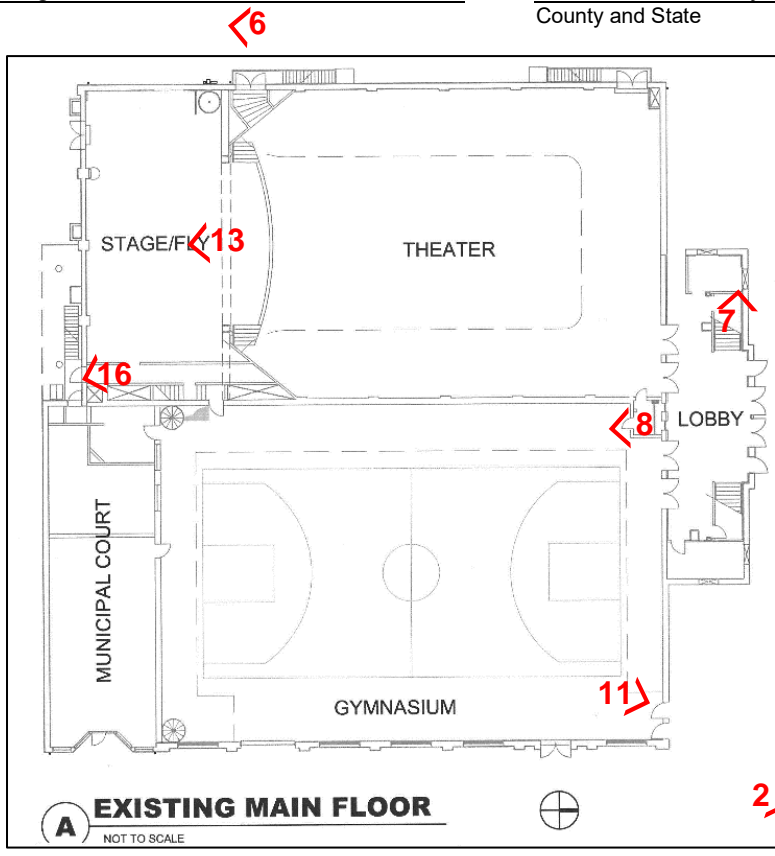 County and State
6
STAGE/FLY
13
THEATER
7
16
8
LOBBY
MUNICIPAL COURT
11
GYMNASIUM
2
A
EXISTING MAIN FLOOR
NOT TO SCALE